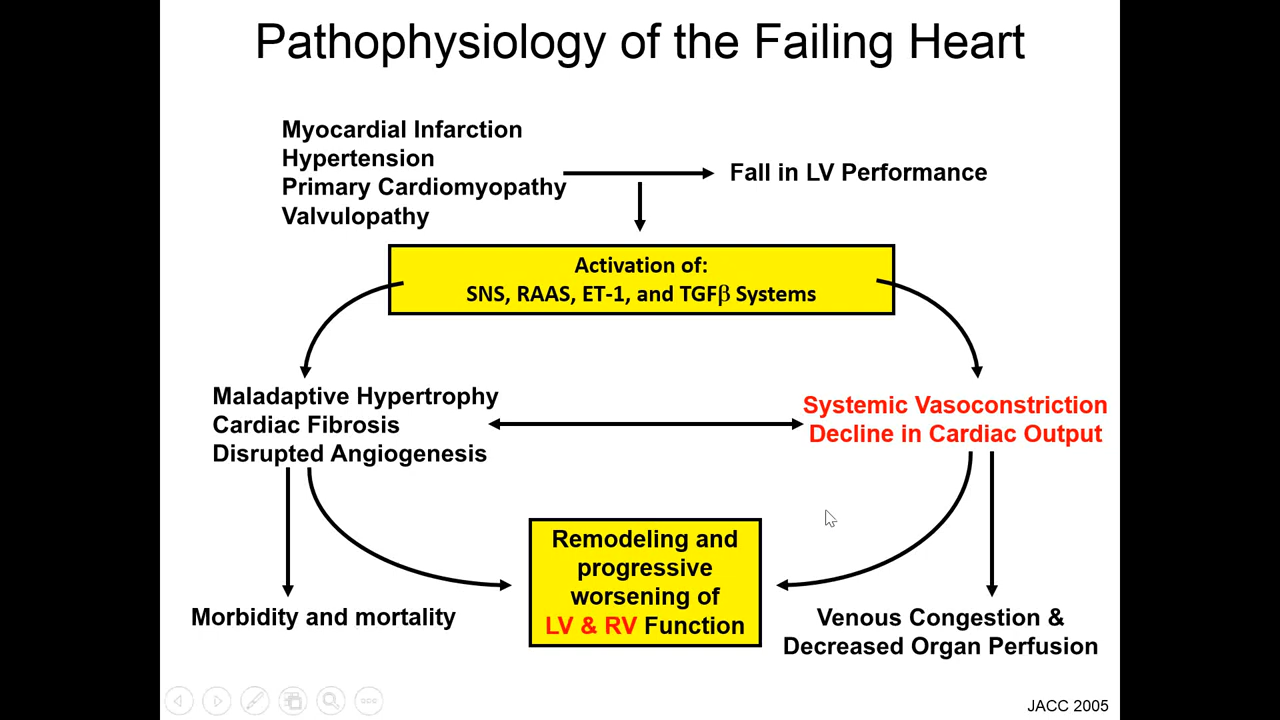 Pathophysiology of the Failing Heart
Myocardial Infarction
Hypertension
Primary Cardiomyopathy
Valvulopathy
Fall in LV Performance
Activation of:
SNS, RAAS, ET-1, and TGFβ Systems
Maladaptive Hypertrophy
Cardiac Fibrosis
Disrupted Angiogenesis
Systemic Vasoconstriction
Decline in Cardiac Output
Remodeling and
progressive
worsening of
LV & RV Function
Morbidity and mortality
Venous Congestion &
Decreased Organ Perfusion
JACC 2005